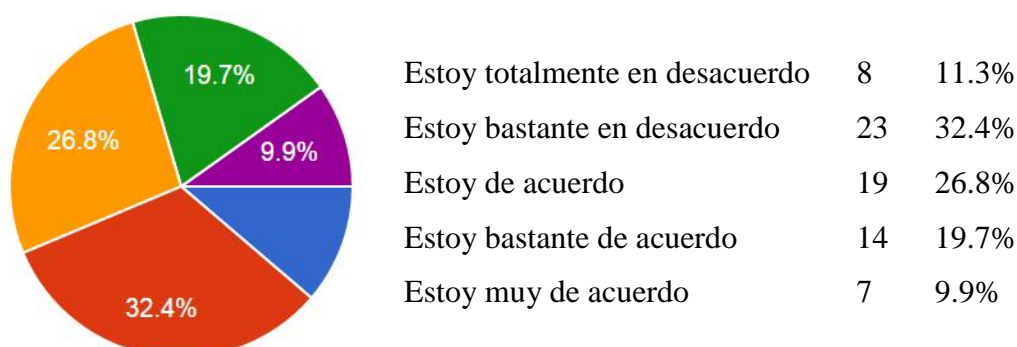 19.7%
26.8%
9.9%
32.4%
Estoy totalmente en desacuerdo 8 11.3%
Estoy bastante en desacuerdo 23 32.4%
Estoy de acuerdo 19 26.8%
Estoy bastante de acuerdo 14 19.7%
Estoy muy de acuerdo 7 9.9%